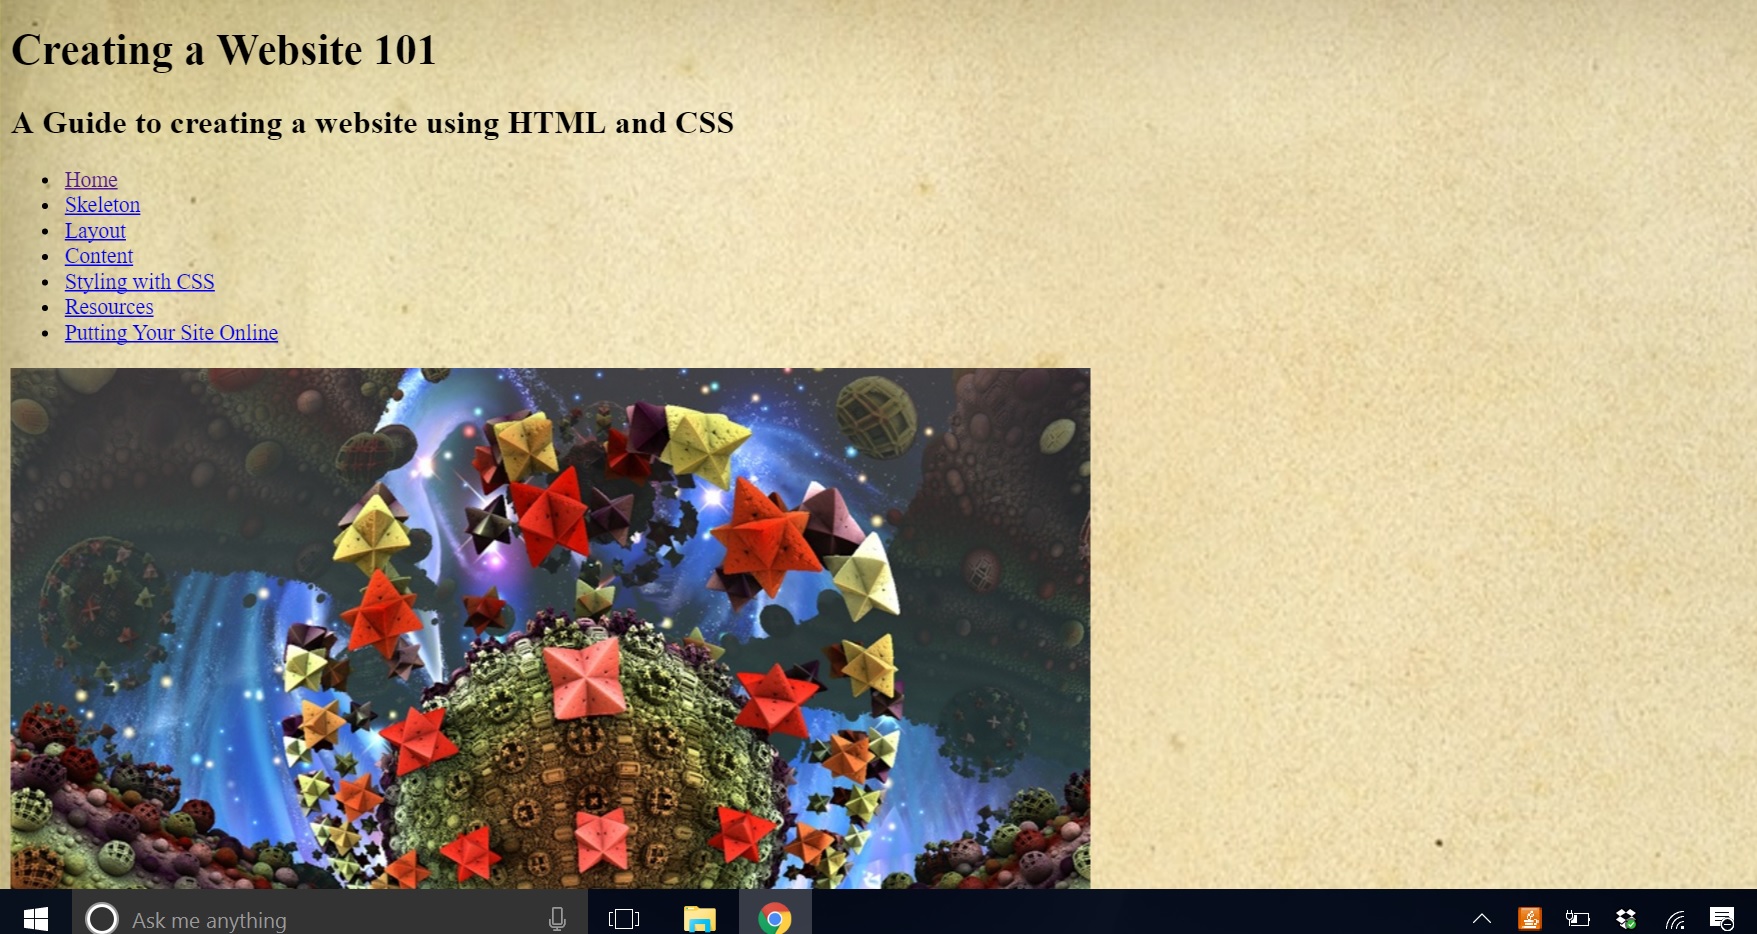 Creating a Website 101
A Guide to creating a website using HTML and CSS
Home
Skeleton
Layout
Content
Styling with CSS
Resources
Putting Your Site Online
Ask me anything